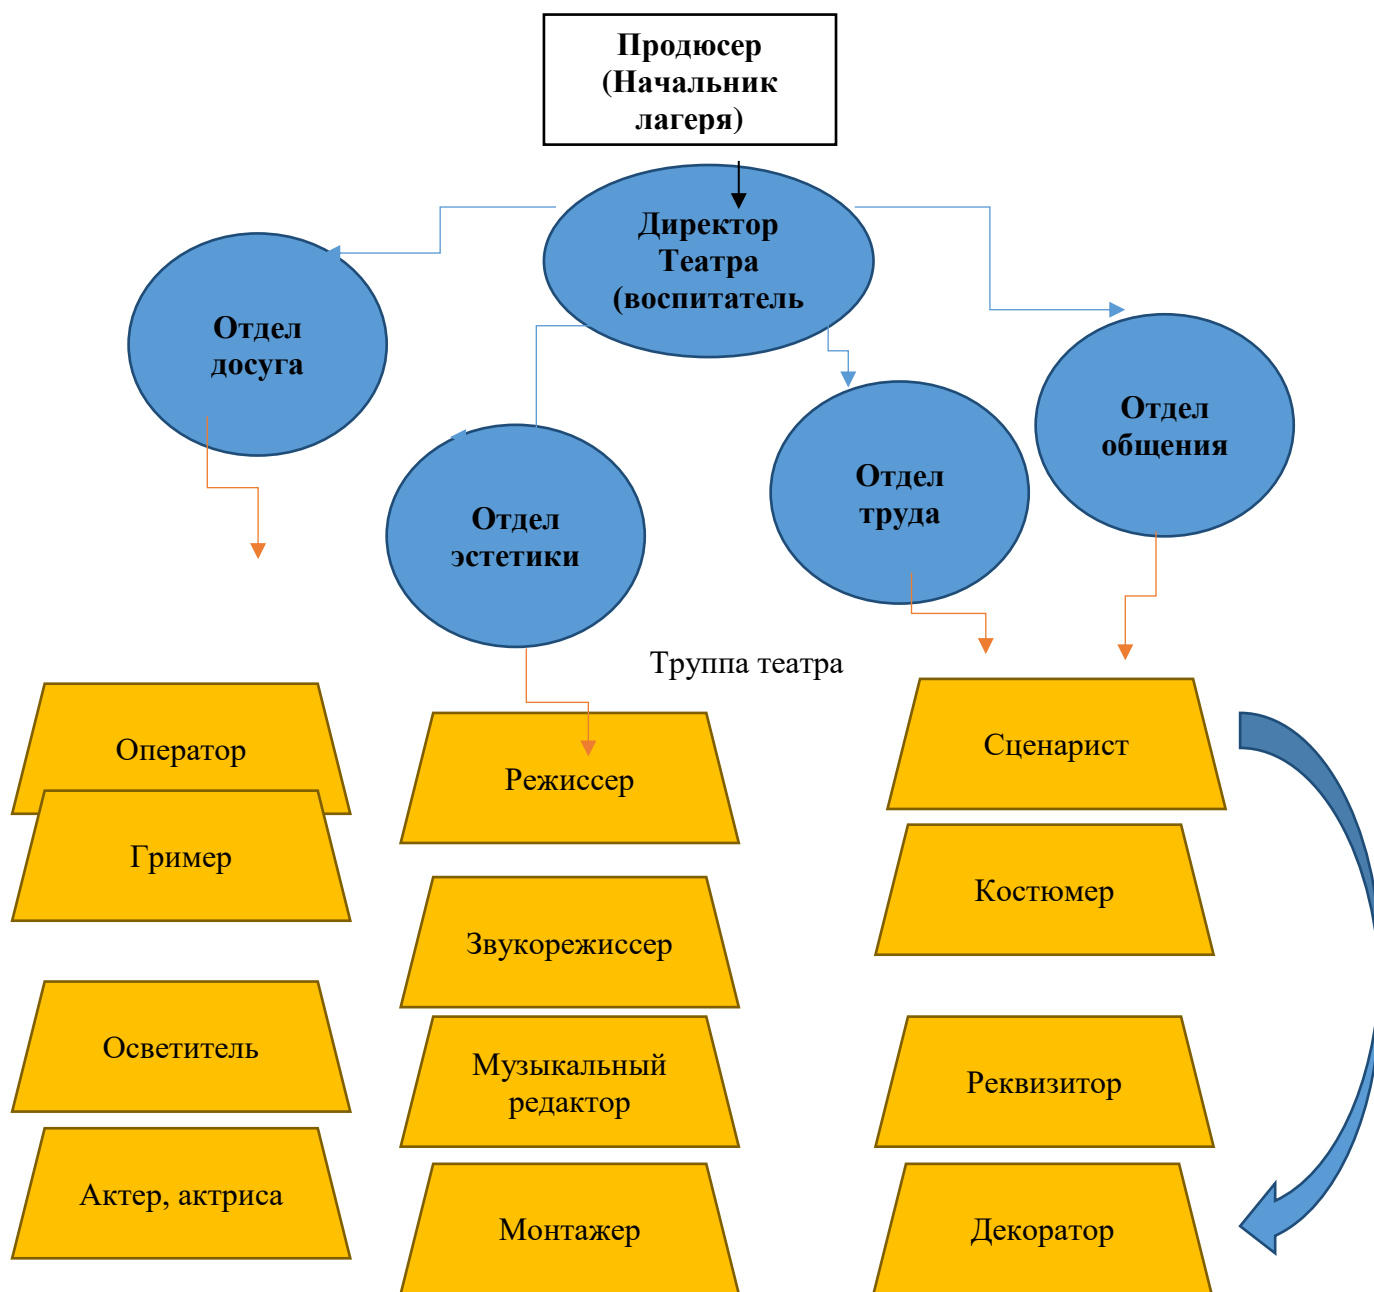 Продюсер
(Начальник
лагеря)
Директор
Театра
(воспитатель
Отдел
досуга
Отдел
общения
Отдел
труда
Отдел
эстетики
Труппа театра
Оператор
Режиссер
Сценарист
Гример
Костюмер
Звукорежиссер
Осветитель
Музыкальный
редактор
Реквизитор
Актер, актриса
Монтажер
Декоратор